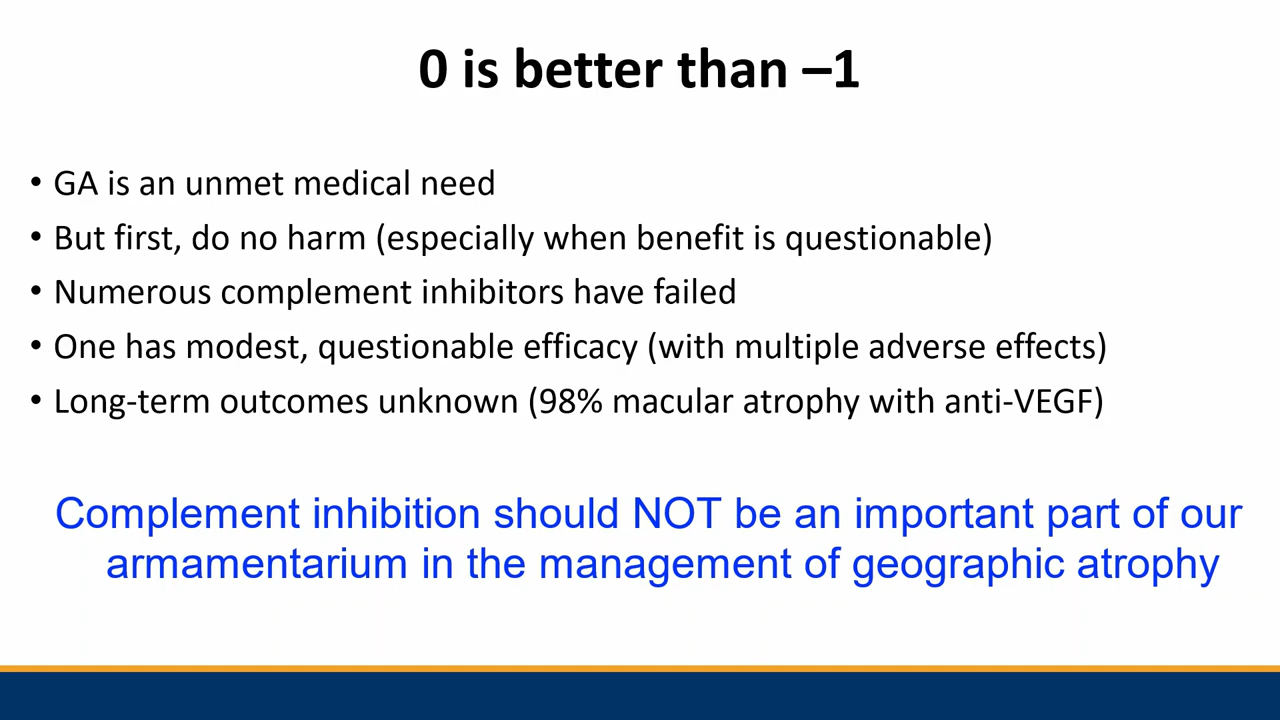 0 is better than –1
• GA is an unmet medical need
• But first, do no harm (especially when benefit is questionable)
• Numerous complement inhibitors have failed
• One has modest, questionable efficacy (with multiple adverse effects)
• Long-term outcomes unknown (98% macular atrophy with anti-VEGF)
Complement inhibition should NOT be an important part of our
armamentarium in the management of geographic atrophy